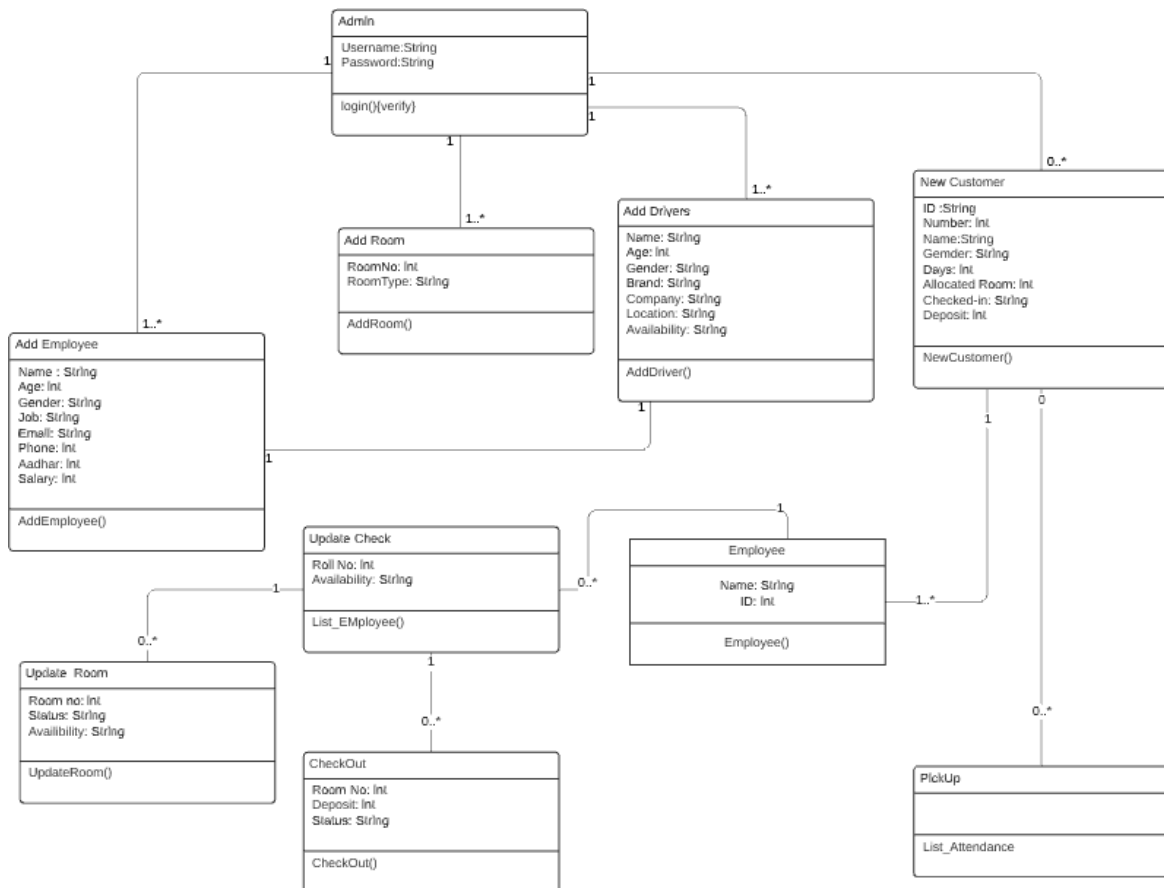 Admin
Username:String
Password:String
login(){verify}
1
1
1
1
1..*
1..*
1..*
0..*
Add Room
RoomNo: Int
RoomType: String
AddRoom()
Add Drivers
Name: String
Age: Int
Gender: String
Brand: String
Company: String
Location: String
Availability: String
AddDriver()
1
New Customer
ID :String
Number: Int
Name:String
Gemder: String
Days: Int
Allocated Room: Int
Checked-in: String
Deposit: Int
NewCustomer()
1
0
Add Employee
Name : String
Age: Int
Gender: String
Job: String
Email: String
Phone: Int
Aadhar: Int
Salary: Int
AddEmployee()
1
Update Check
Roll No: Int
Availability: String
List_EMployee()
1
0..*
1
1
Employee
Name: String
ID: Int
Employee()
1..*
0..*
Update Room
Room no: Int
Status: String
Availibility: String
UpdateRoom()
0..*
CheckOut
Room No: Int
Deposit: Int
Status: String
CheckOut()
0..*
PickUp
List_Attendance